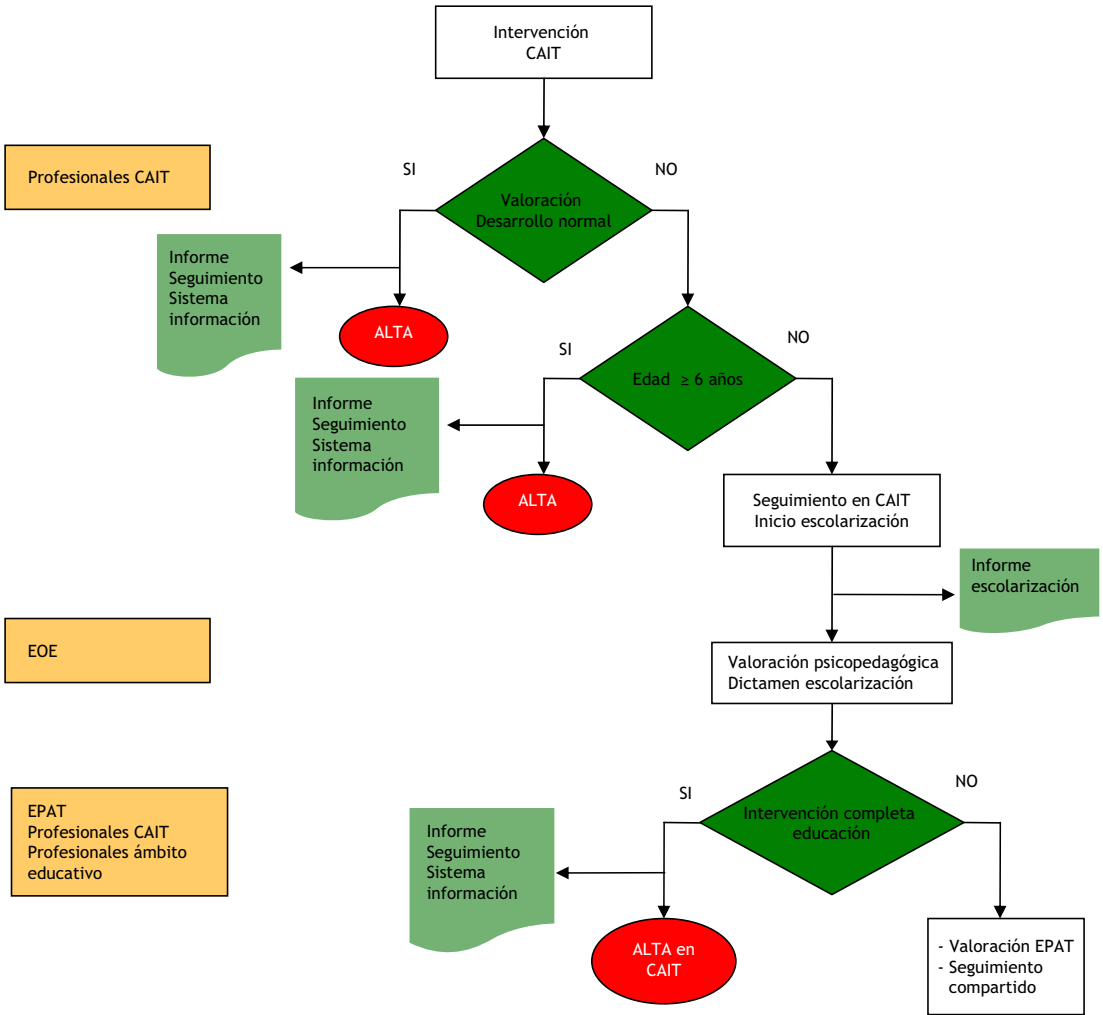 Intervención
CAIT
Profesionales CAIT
SI
NO
Valoración
Desarrollo normal
Informe
Seguimiento
Sistema
información
ALTA
SI
NO
Edad ≥ 6 años
Informe
Seguimiento
Sistema
información
ALTA
Seguimiento en CAIT
Inicio escolarización
Informe
escolarización
EOE
Valoración psicopedagógica
Dictamen escolarización
EPAT
Profesionales CAIT
Profesionales ámbito
educativo
SI
NO
Intervención completa
educación
Informe
Seguimiento
Sistema
información
ALTA en
CAIT
- Valoración EPAT
- Seguimiento
compartido